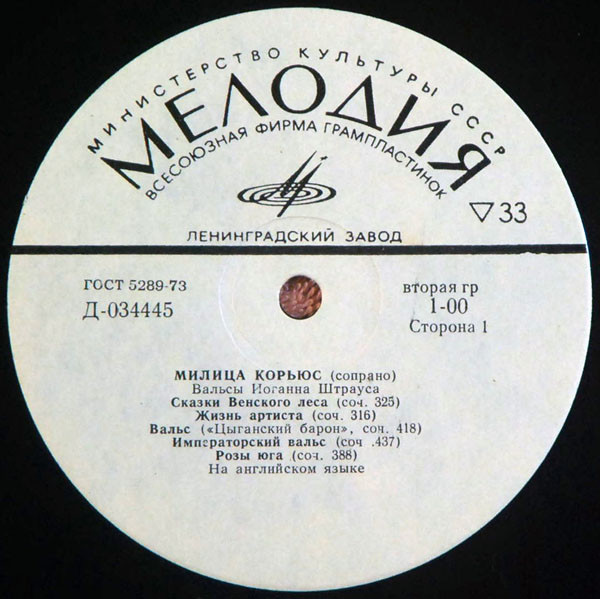 МИНИСТЕРСТВО КУЛЬТУРЫ СССР
МЕЛОДИЯ
ВСЕСОЮЗНАЯ ФИРМА ГРАМПЛАСТИНОК
▽33
ЛЕНИНГРАДСКИЙ ЗАВОД
ГОСТ 5289-73
Д-034445
вторая гр
1-00
Сторона 1
МИЛИЦА КОРЬЮС (сопрано)
Вальсы Иоганна Штрауса
Сказки Венского леса (соч. 325)
Жизнь артиста (соч. 316)
Вальс («Цыганский барон», соч. 418)
Императорский вальс (соч .437)
Розы юга (соч. 388)
На английском языке